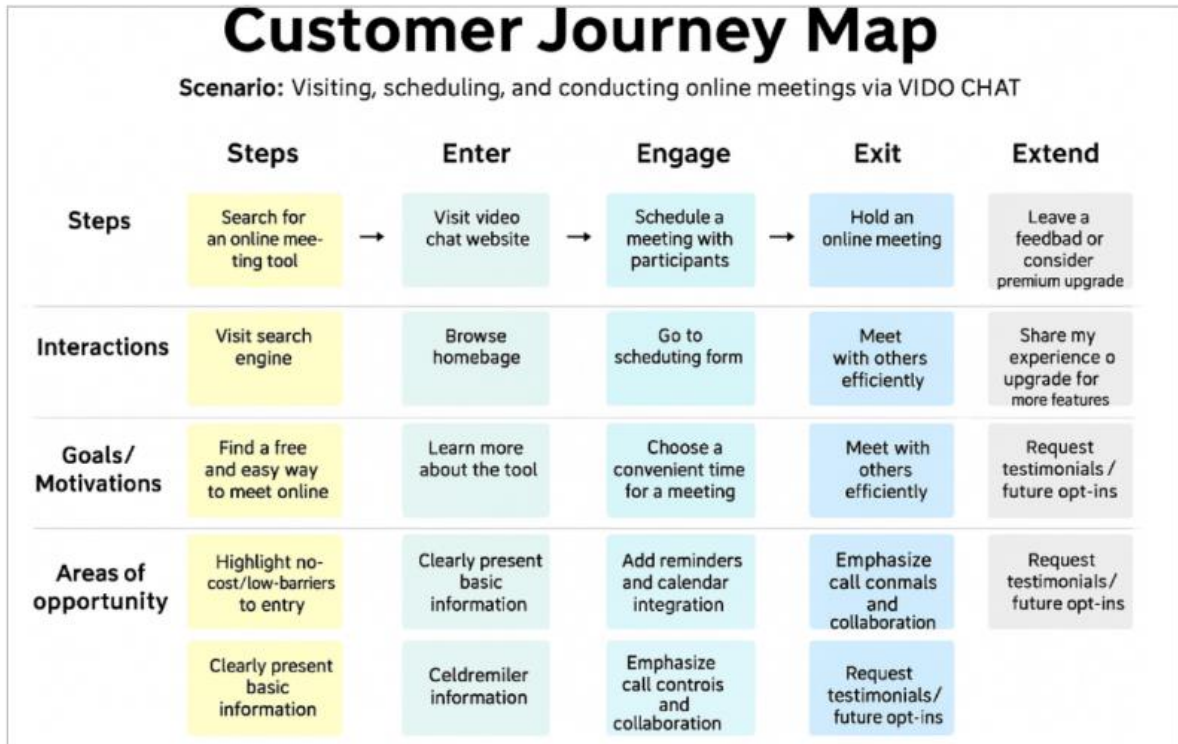 Customer Journey Map
Scenario: Visiting, scheduling, and conducting online meetings via VIDO CHAT
Steps Enter Engage Exit Extend
Steps
Search for
an online mee-
ting tool
→
Visit video
chat website
→
Schedule a
meeting with
participants
→
Hold an
online meeting
Leave a
feedbad or
consider
premium upgrade
Interactions
Visit search
engine
Browse
homebage
Go to
scheduting form
Meet
with others
efficiently
Share my
experience o
upgrade for
more features
Goals/
Motivations
Find a free
and easy way
to meet online
Learn more
about the tool
Choose a
convenient time
for a meeting
Meet with
others
efficiently
Request
testimonials /
future opt-ins
Areas of
opportunity
Highlight no-
cost/low-barriers
to entry
Clearly present
basic
information
Add reminders
and calendar
integration
Emphasize
call conmals
and
collaboration
Request
testimonials/
future opt-ins
Clearly present
basic
information
Celdremiler
information
Emphasize
call controis
and
collaboration
Request
testimonials/
future opt-ins